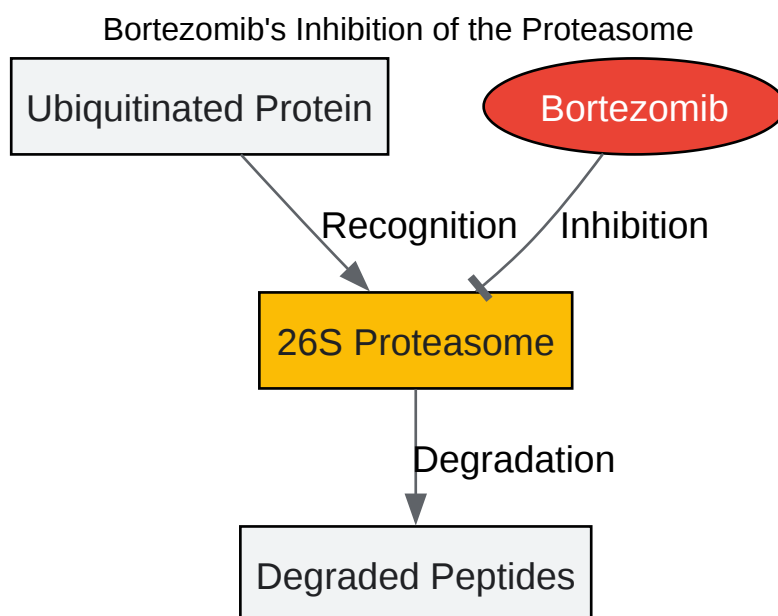 Bortezomib's Inhibition of the Proteasome
Ubiquitinated Protein
Bortezomib
Recognition
Inhibition
26S Proteasome
Degradation
Degraded Peptides